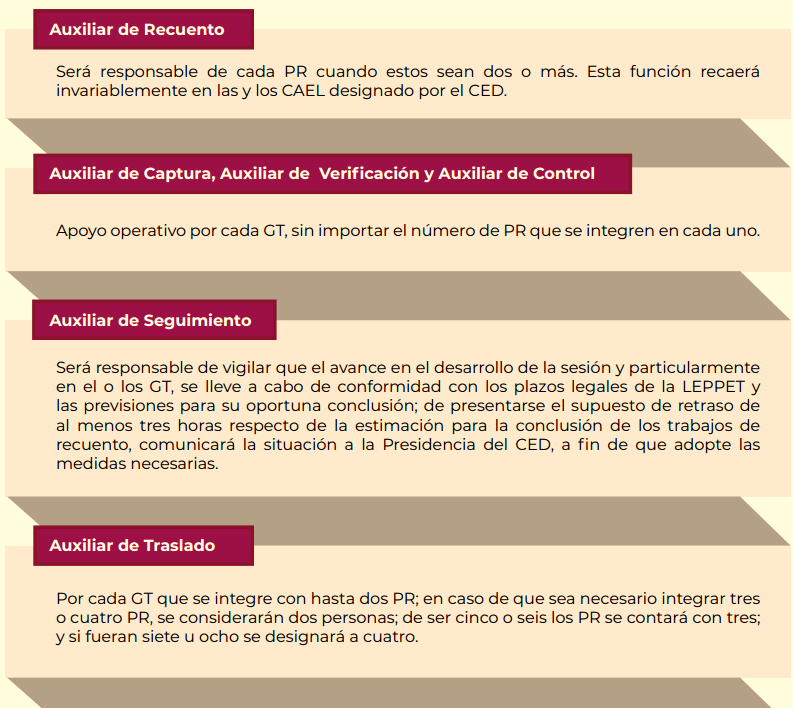 Auxiliar de Recuento
Será responsable de cada PR cuando estos sean dos o más. Esta función recaerá
invariablemente en las y los CAEL designado por el CED.
Auxiliar de Captura, Auxiliar de Verificación y Auxiliar de Control
Apoyo operativo por cada GT, sin importar el número de PR que se integren en cada uno.
Auxiliar de Seguimiento
Será responsable de vigilar que el avance en el desarrollo de la sesión y particularmente
en el o los GT, se lleve a cabo de conformidad con los plazos legales de la LEPPET y
las previsiones para su oportuna conclusión; de presentarse el supuesto de retraso de
al menos tres horas respecto de la estimación para la conclusión de los trabajos de
recuento, comunicará la situación a la Presidencia del CED, a fin de que adopte las
medidas necesarias.
Auxiliar de Traslado
Por cada GT que se integre con hasta dos PR; en caso de que sea necesario integrar tres
o cuatro PR, se considerarán dos personas; de ser cinco o seis los PR se contará con tres;
y si fueran siete u ocho se designará a cuatro.